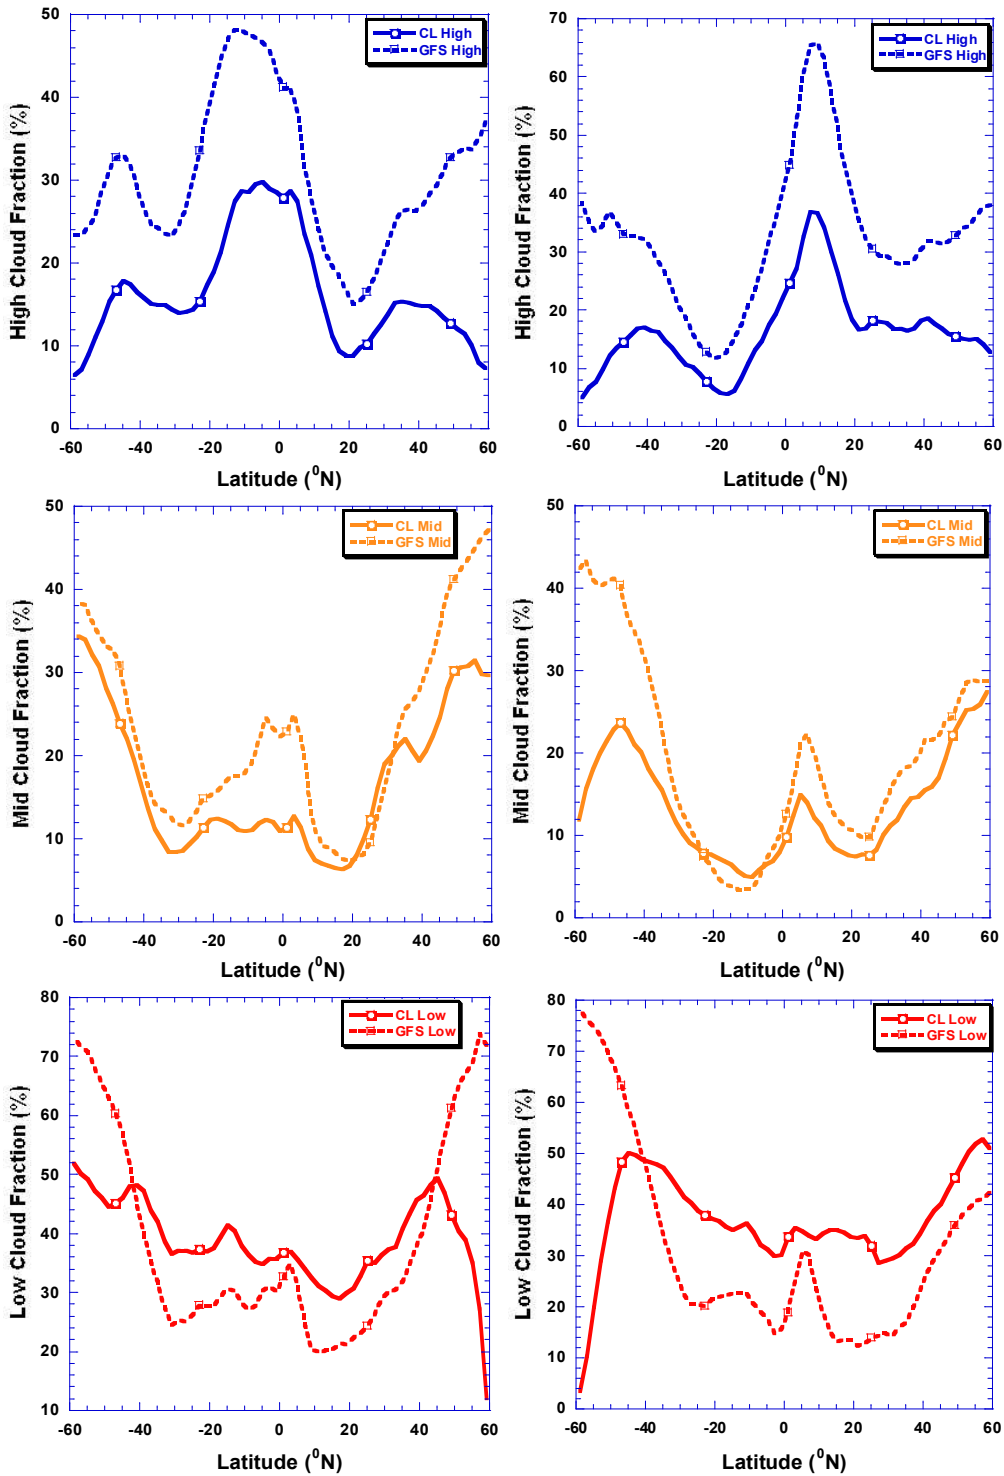 50
40
30
20
10
0
-60 -40 -20 0 20 40 60
High Cloud Fraction (%)
Latitude (⁰N)
CL High
GFS High
70
60
50
40
30
20
10
0
-60 -40 -20 0 20 40 60
High Cloud Fraction (%)
Latitude (⁰N)
CL High
GFS High
50
40
30
20
10
0
-60 -40 -20 0 20 40 60
Mid Cloud Fraction (%)
Latitude (⁰N)
CL Mid
GFS Mid
50
40
30
20
10
0
-60 -40 -20 0 20 40 60
Mid Cloud Fraction (%)
Latitude (⁰N)
CL Mid
GFS Mid
80
70
60
50
40
30
20
10
-60 -40 -20 0 20 40 60
Low Cloud Fraction (%)
Latitude (⁰N)
CL Low
GFS Low
80
70
60
50
40
30
20
10
0
-60 -40 -20 0 20 40 60
Low Cloud Fraction (%)
Latitude (⁰N)
CL Low
GFS Low